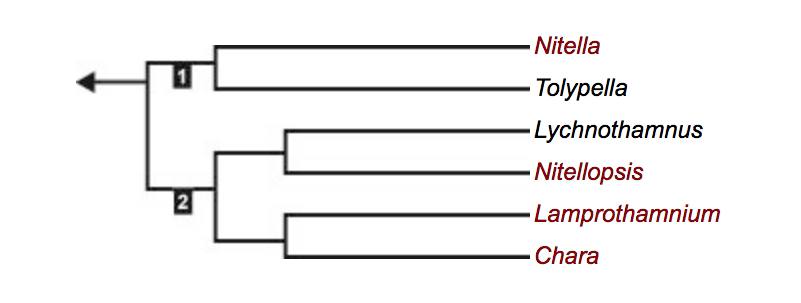 Nitella
1
Tolypella
Lychnothamnus
Nitellopsis
2
Lamprothamnium
Chara